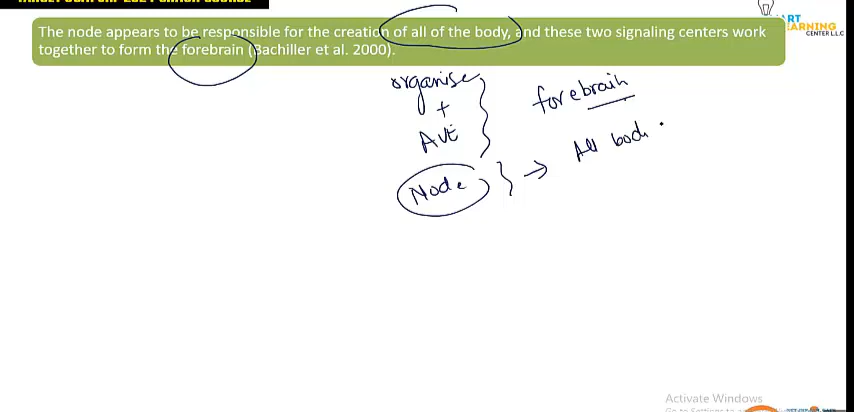 The node appears to be responsible for the creation of all of the body, and these two signaling centers work
together to form the forebrain (Bachiller et al. 2000).
ART
EARNING
CENTER L.L.C
organise
+
AVE
forebrain
Node
→ All bod
Activate Windows